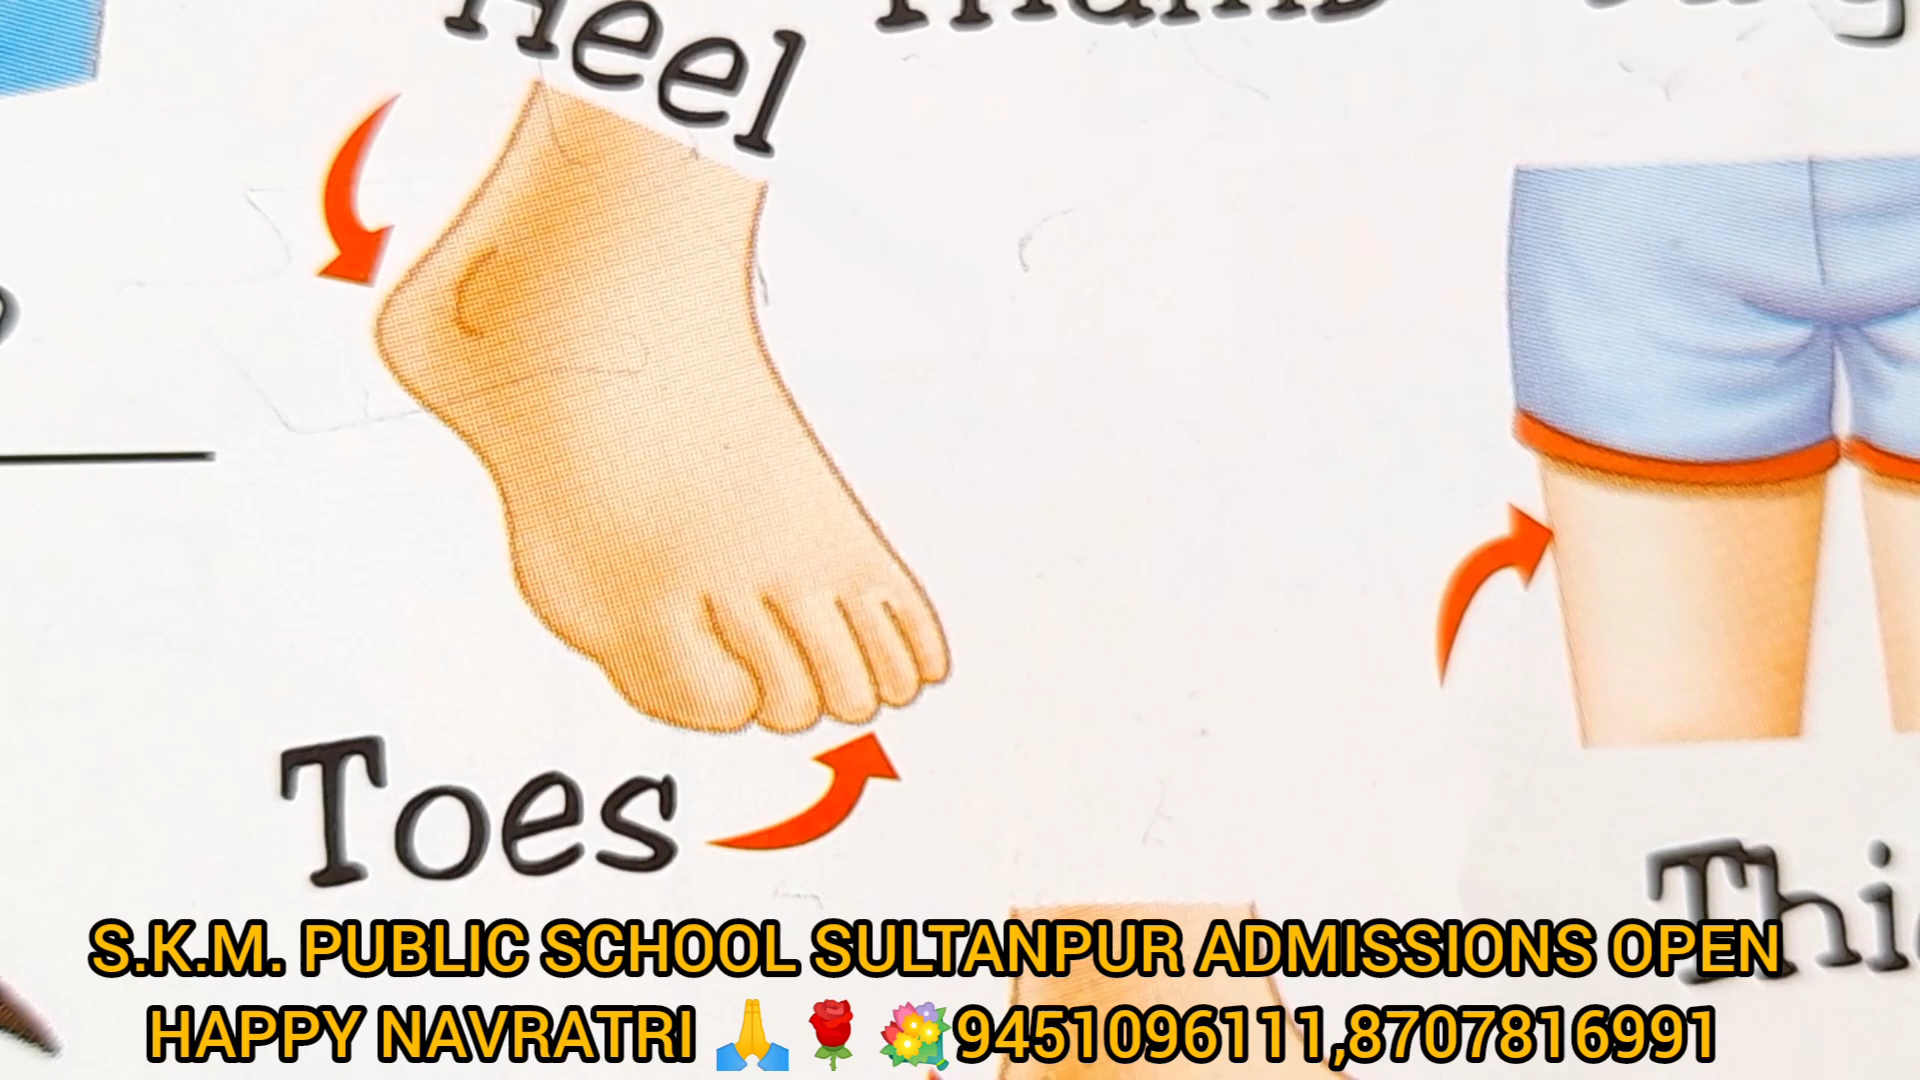 Heel
Toes
S.K.M. PUBLIC SCHOOL SULTANPUR ADMISSIONS OPEN
HAPPY NAVRATRI 🙏🌹💐9451096111,8707816991